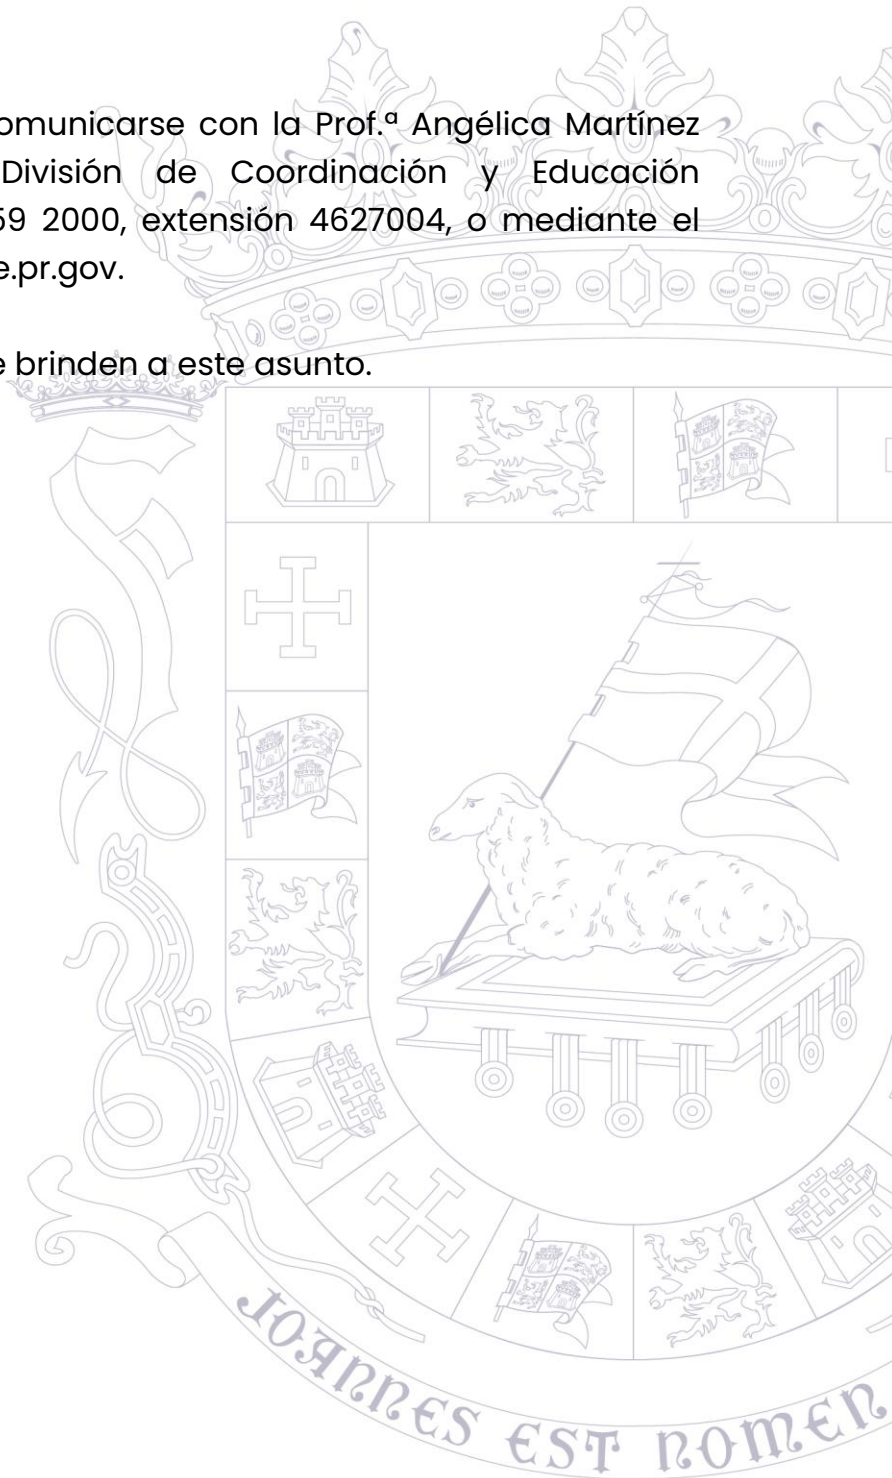 omunicarse con la Prof.ª Angélica Martínez
División de Coordinación y Educación
59 2000, extensión 4627004, o mediante el
e.pr.gov.
e brinden a este asunto.
JOANNES EST NOMEN